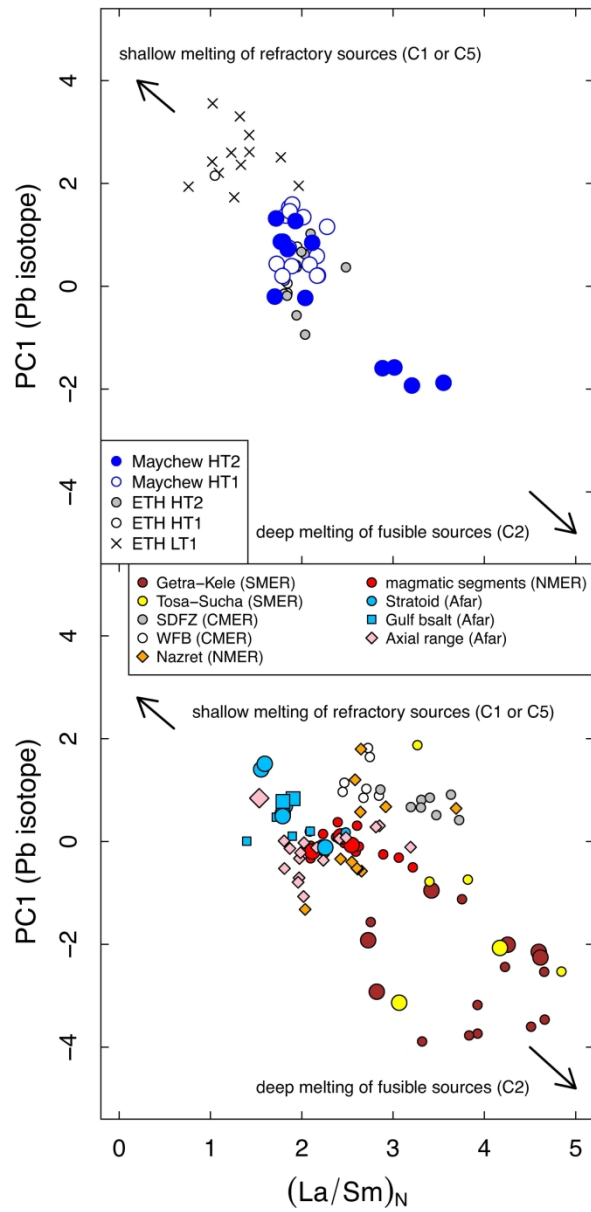 shallow melting of refractory sources (C1 or C5)
4
2
0
−2
−4
PC1 (Pb isotope)
Maychew HT2
Maychew HT1
ETH HT2
ETH HT1
ETH LT1
deep melting of fusible sources (C2)
Getra−Kele (SMER)
Tosa−Sucha (SMER)
SDFZ (CMER)
WFB (CMER)
Nazret (NMER)
magmatic segments (NMER)
Stratoid (Afar)
Gulf bsalt (Afar)
Axial range (Afar)
shallow melting of refractory sources (C1 or C5)
4
2
0
−2
−4
PC1 (Pb isotope)
deep melting of fusible sources (C2)
0 1 2 3 4 5
(La/Sm)N